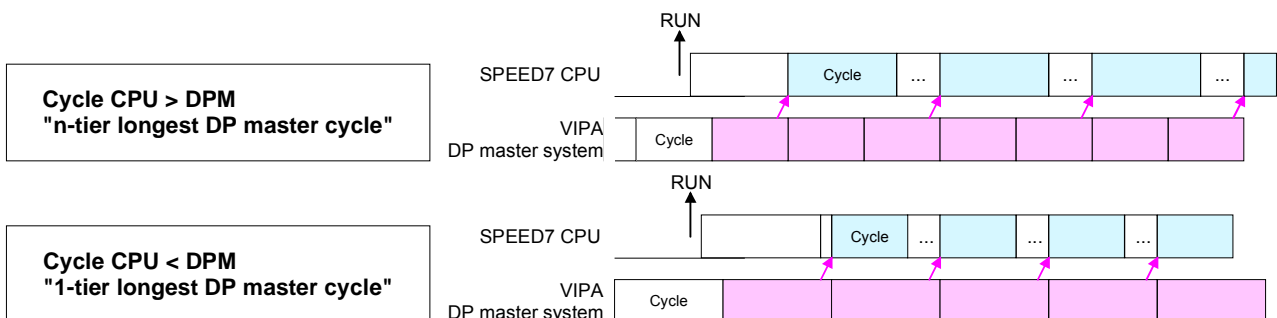 RUN
SPEED7 CPU
Cycle
...
...
...
Cycle CPU > DPM
"n-tier longest DP master cycle"
VIPA
DP master system
Cycle
RUN
SPEED7 CPU
Cycle
...
...
...
Cycle CPU < DPM
"1-tier longest DP master cycle"
VIPA
DP master system
Cycle